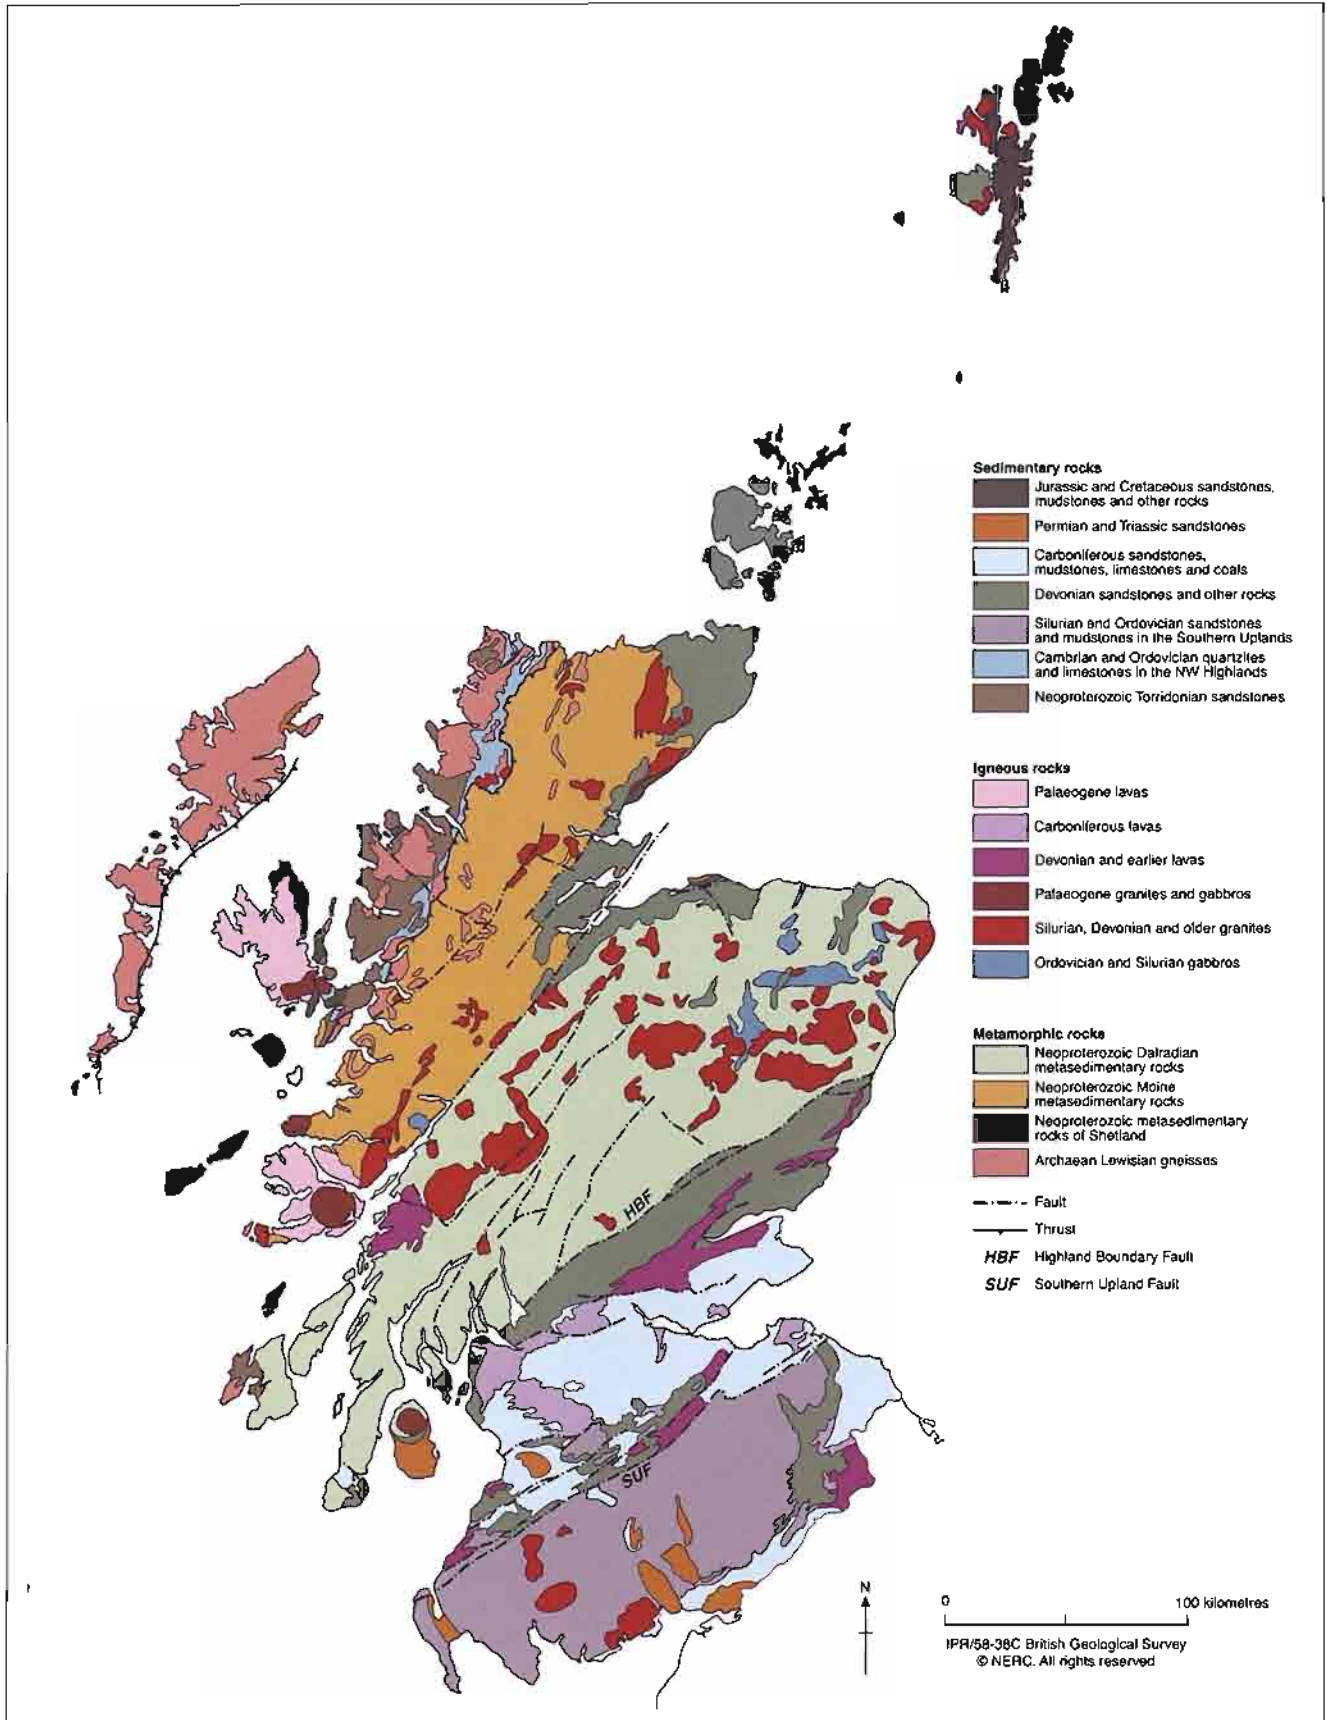 Sedimentary rocks
Jurassic and Cretaceous sandstones,
mudstones and other rocks
Permian and Triassic sandstones
Carboniferous sandstones,
mudstones, limestones and coals
Devonian sandstones and other rocks
Silurian and Ordovician sandstones
and mudstones in the Southern Uplands
Cambrian and Ordovician quartzites
and limestones in the NW Highlands
Neoproterozoic Torridonian sandstones
Igneous rocks
Palaeogene lavas
Carboniferous lavas
Devonian and earlier lavas
Palaeogene granites and gabbros
Silurian, Devonian and older granites
Ordovician and Silurian gabbros
Metamorphic rocks
Neoproterozoic Dalradian
metasedimentary rocks
Neoproterozoic Moine
metasedimentary rocks
Neoproterozoic metasedimentary
rocks of Shetland
Archaean Lewisian gneisses
Fault
Thrust
HBF Highland Boundary Fault
SUF Southern Upland Fault
HBF
SUF
N
0 100 kilometres
IPR/58-38C British Geological Survey
© NERC. All rights reserved